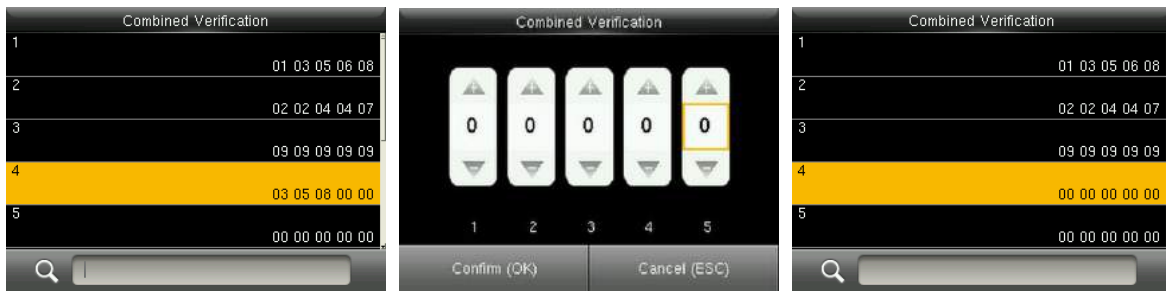 Combined Verification
1
01 03 05 06 08
2
02 02 04 04 07
3
09 09 09 09 09
4
03 05 08 00 00
5
00 00 00 00 00
Combined Verification
0 0 0 0 0
1 2 3 4 5
Confirm (OK) Cancel (ESC)
Combined Verification
1
01 03 05 06 08
2
02 02 04 04 07
3
09 09 09 09 09
4
00 00 00 00 00
5
00 00 00 00 00